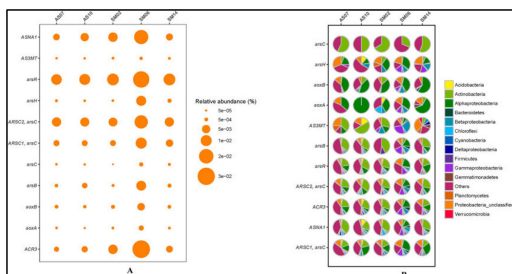 AS07 AS10 SM02 SM06 SM14
ASNA1
AS3MT
arsR
arsH
ARSC2, arsC
ARSC1, arsC
arsC
arsB
aoxB
aoxA
ACR3
Relative abundance (%)
5e-05
5e-04
5e-03
1e-02
2e-02
3e-02
A
AS07 AS10 SM02 SM06 SM14
arsC
arsH
aoxB
aoxA
AS3MT
arsB
arsR
ARSC2, arsC
ACR3
ASNA1
ARSC1, arsC
Acidobacteria
Actinobacteria
Alphaproteobacteria
Bacteroidetes
Betaproteobacteria
Chloroflexi
Cyanobacteria
Deltaproteobacteria
Firmicutes
Gammaproteobacteria
Gemmatimonadetes
Others
Planctomycetes
Proteobacteria_unclassified
Verrucomicrobia